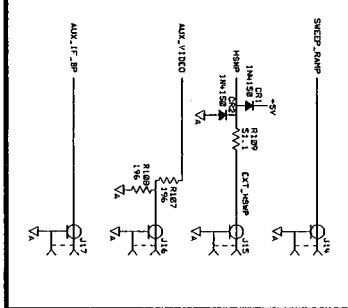 SWEEP_RAMP
J14
A
+5V
CR1
1N4150
HSWP
R109
51.1
EXT_HSWP
J15
CR2
1N4150
A
A
AUX_VIDEO
R107
196
J16
R108
196
A
A
AUX_IF_BP
J17
A